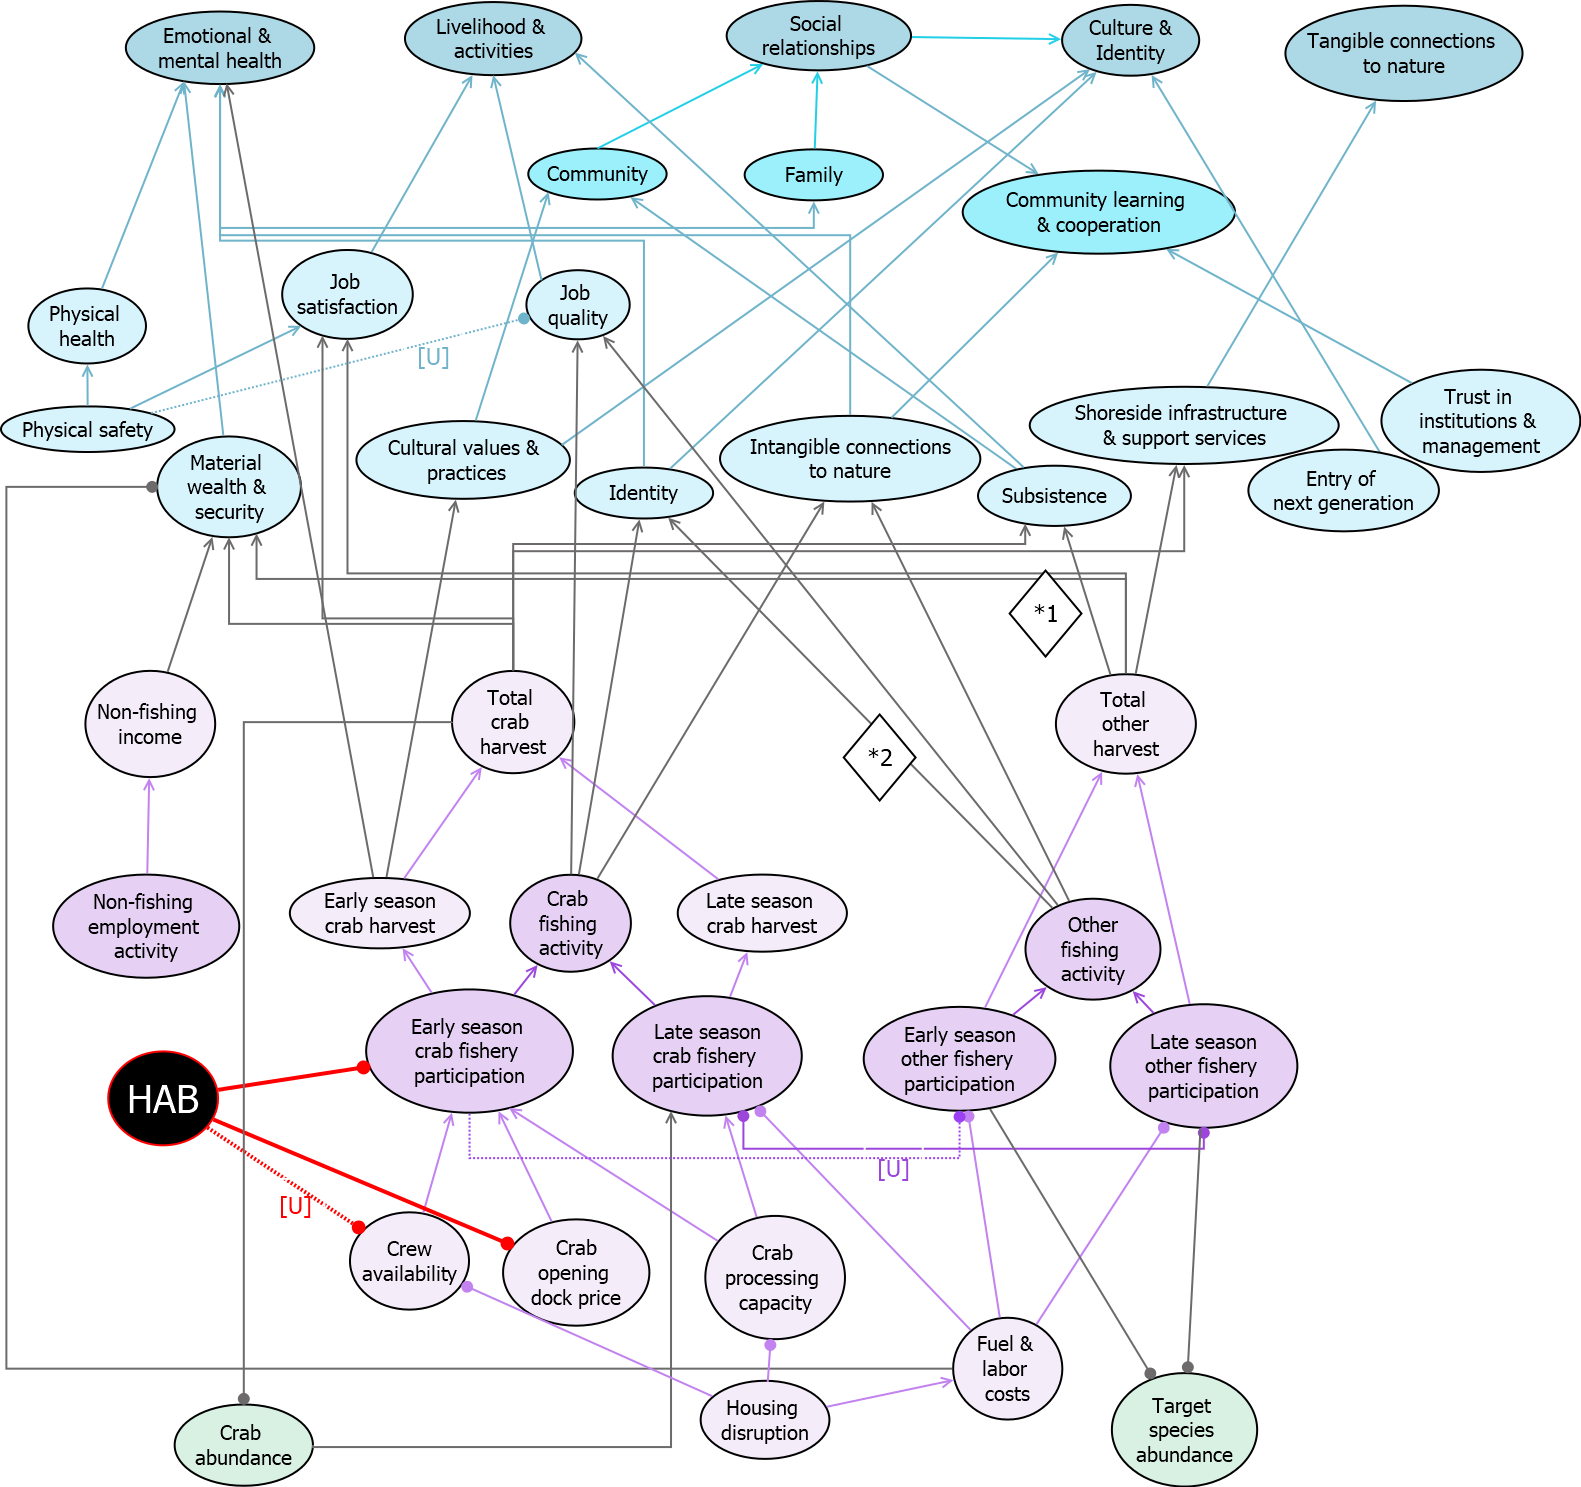 Emotional &
mental health
Livelihood &
activities
Social
relationships
Culture &
Identity
Tangible connections
to nature
Community
Family
Community learning
& cooperation
Physical
health
Job
satisfaction
Job
quality
[U]
Physical safety
Material
wealth &
security
Cultural values &
practices
Identity
Intangible connections
to nature
Subsistence
Shoreside infrastructure
& support services
Trust in
institutions &
management
Entry of
next generation
*1
Non-fishing
income
Total
crab
harvest
*2
Total
other
harvest
Non-fishing
employment
activity
Early season
crab harvest
Crab
fishing
activity
Late season
crab harvest
Other
fishing
activity
HAB
Early season
crab fishery
participation
Late season
crab fishery
participation
Early season
other fishery
participation
Late season
other fishery
participation
[U]
[U]
Crew
availability
Crab
opening
dock price
Crab
processing
capacity
Fuel &
labor
costs
Crab
abundance
Housing
disruption
Target
species
abundance